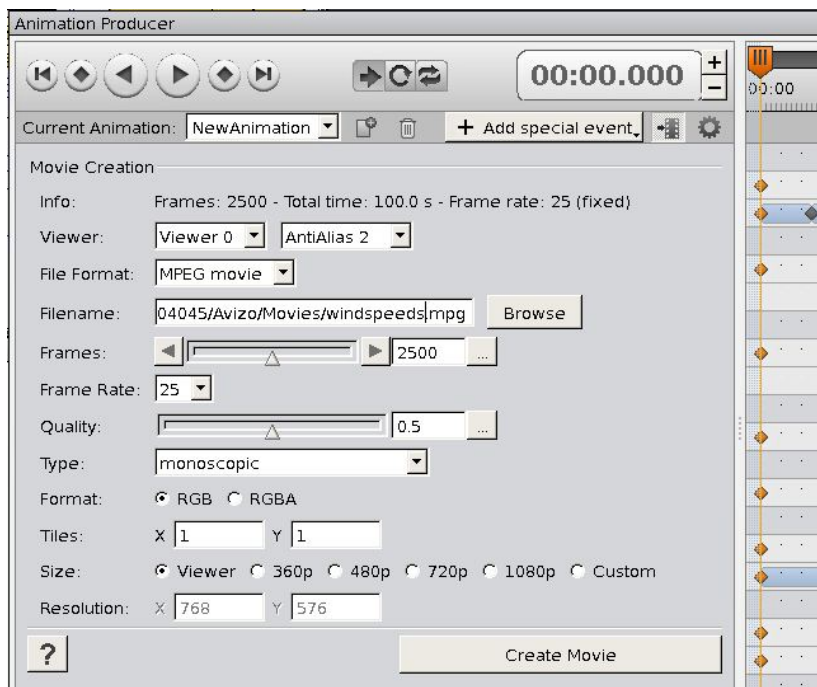 Animation Producer
00:00.000
+
−
00:00
Current Animation: NewAnimation + Add special event
Movie Creation
Info: Frames: 2500 - Total time: 100.0 s - Frame rate: 25 (fixed)
Viewer: Viewer 0 AntiAlias 2
File Format: MPEG movie
Filename: 04045/Avizo/Movies/windspeeds.mpg Browse
Frames: 2500 ...
Frame Rate: 25
Quality: 0.5 ...
Type: monoscopic
Format: RGB RGBA
Tiles: X 1 Y 1
Size: Viewer 360p 480p 720p 1080p Custom
Resolution: X 768 Y 576
? Create Movie